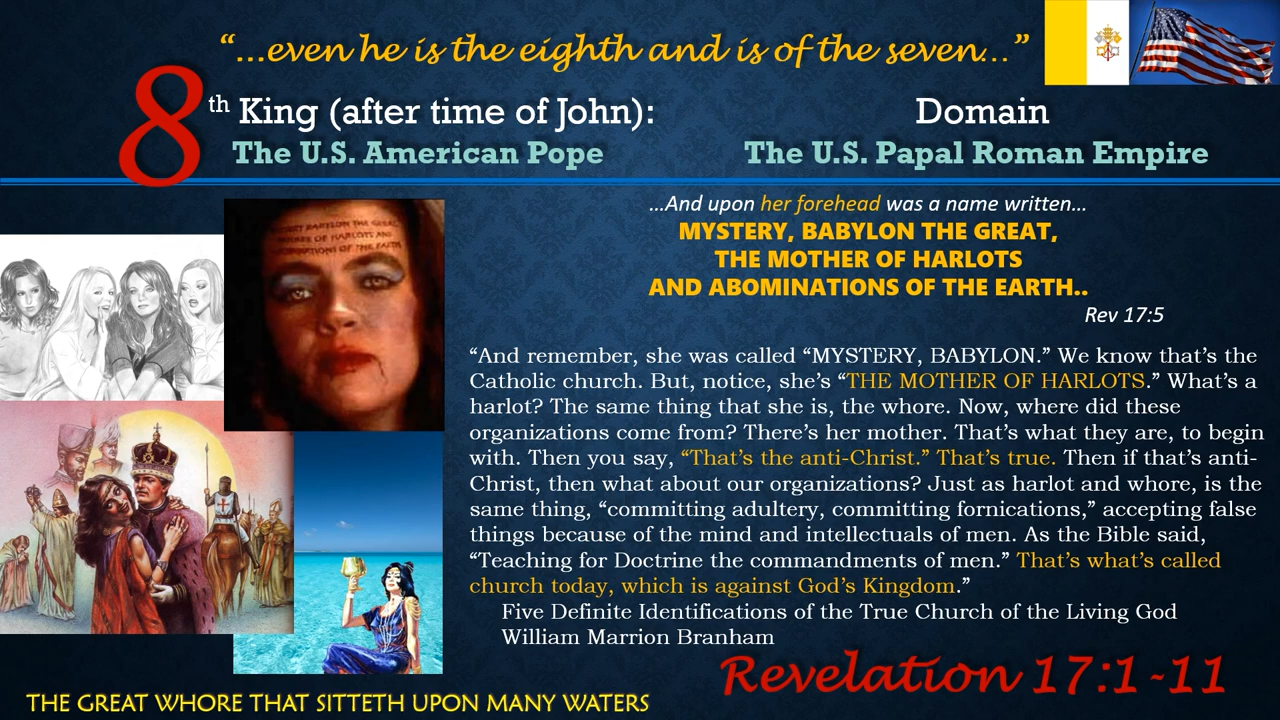 “...even he is the eighth and is of the seven...”
8th King (after time of John):
The U.S. American Pope
Domain
The U.S. Papal Roman Empire
...And upon her forehead was a name written...
MYSTERY, BABYLON THE GREAT,
THE MOTHER OF HARLOTS
AND ABOMINATIONS OF THE EARTH..
Rev 17:5
BABYLON THE GREAT
OF HARLOTS AND
OF THE EARTH
“And remember, she was called “MYSTERY, BABYLON.” We know that’s the
Catholic church. But, notice, she’s “THE MOTHER OF HARLOTS.” What’s a
harlot? The same thing that she is, the whore. Now, where did these
organizations come from? There’s her mother. That’s what they are, to begin
with. Then you say, “That’s the anti-Christ.” That’s true. Then if that’s anti-
Christ, then what about our organizations? Just as harlot and whore, is the
same thing, “committing adultery, committing fornications,” accepting false
things because of the mind and intellectuals of men. As the Bible said,
“Teaching for Doctrine the commandments of men.” That’s what’s called
church today, which is against God’s Kingdom.”
Five Definite Identifications of the True Church of the Living God
William Marrion Branham
Revelation 17:1-11
THE GREAT WHORE THAT SITTETH UPON MANY WATERS